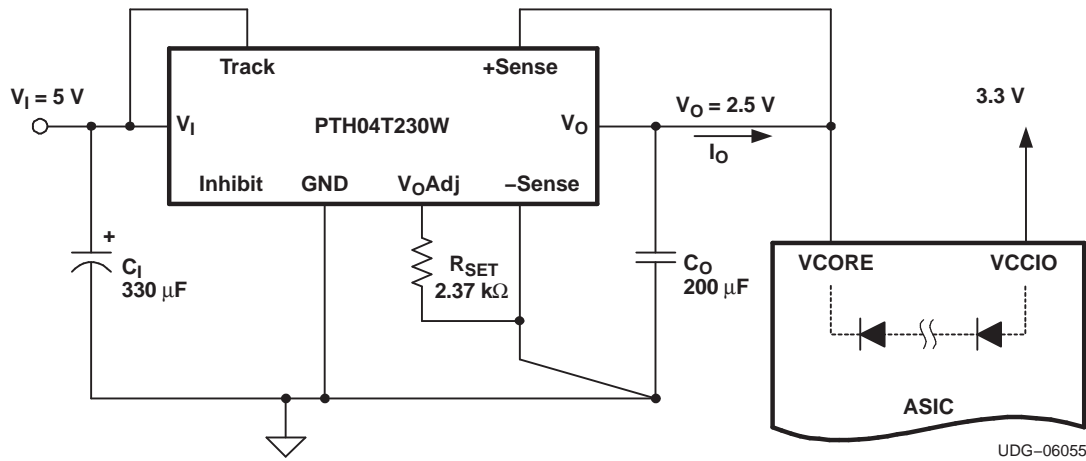 Track
+Sense
V_I = 5 V
V_I
PTH04T230W
V_O
V_O = 2.5 V
I_O
3.3 V
Inhibit
GND
V_OAdj
−Sense
+
C_I
330 μF
R_SET
2.37 kΩ
C_O
200 μF
VCORE
VCCIO
ASIC
UDG−06055